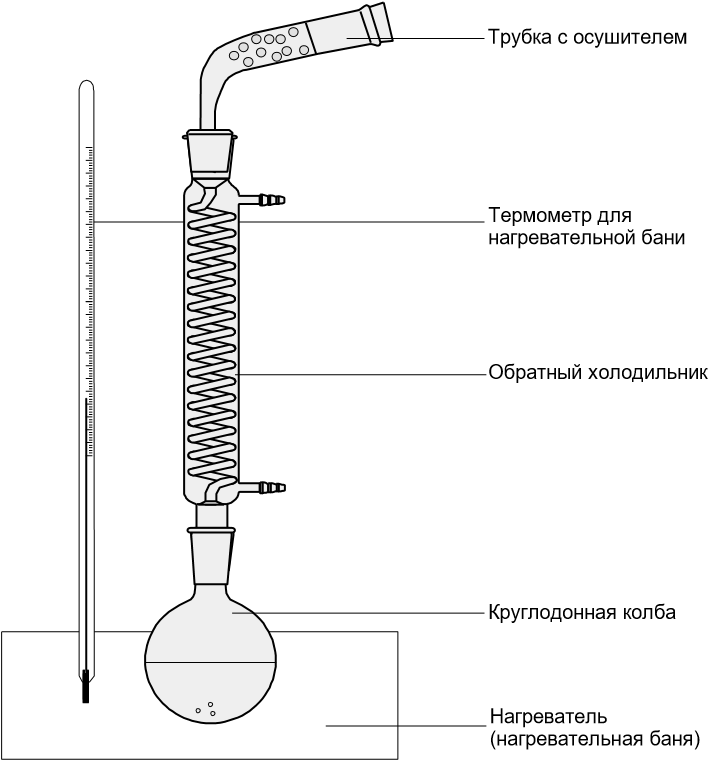 Трубка с осушителем
Термометр для
нагревательной бани
Обратный холодильник
Круглодонная колба
Нагреватель
(нагревательная баня)